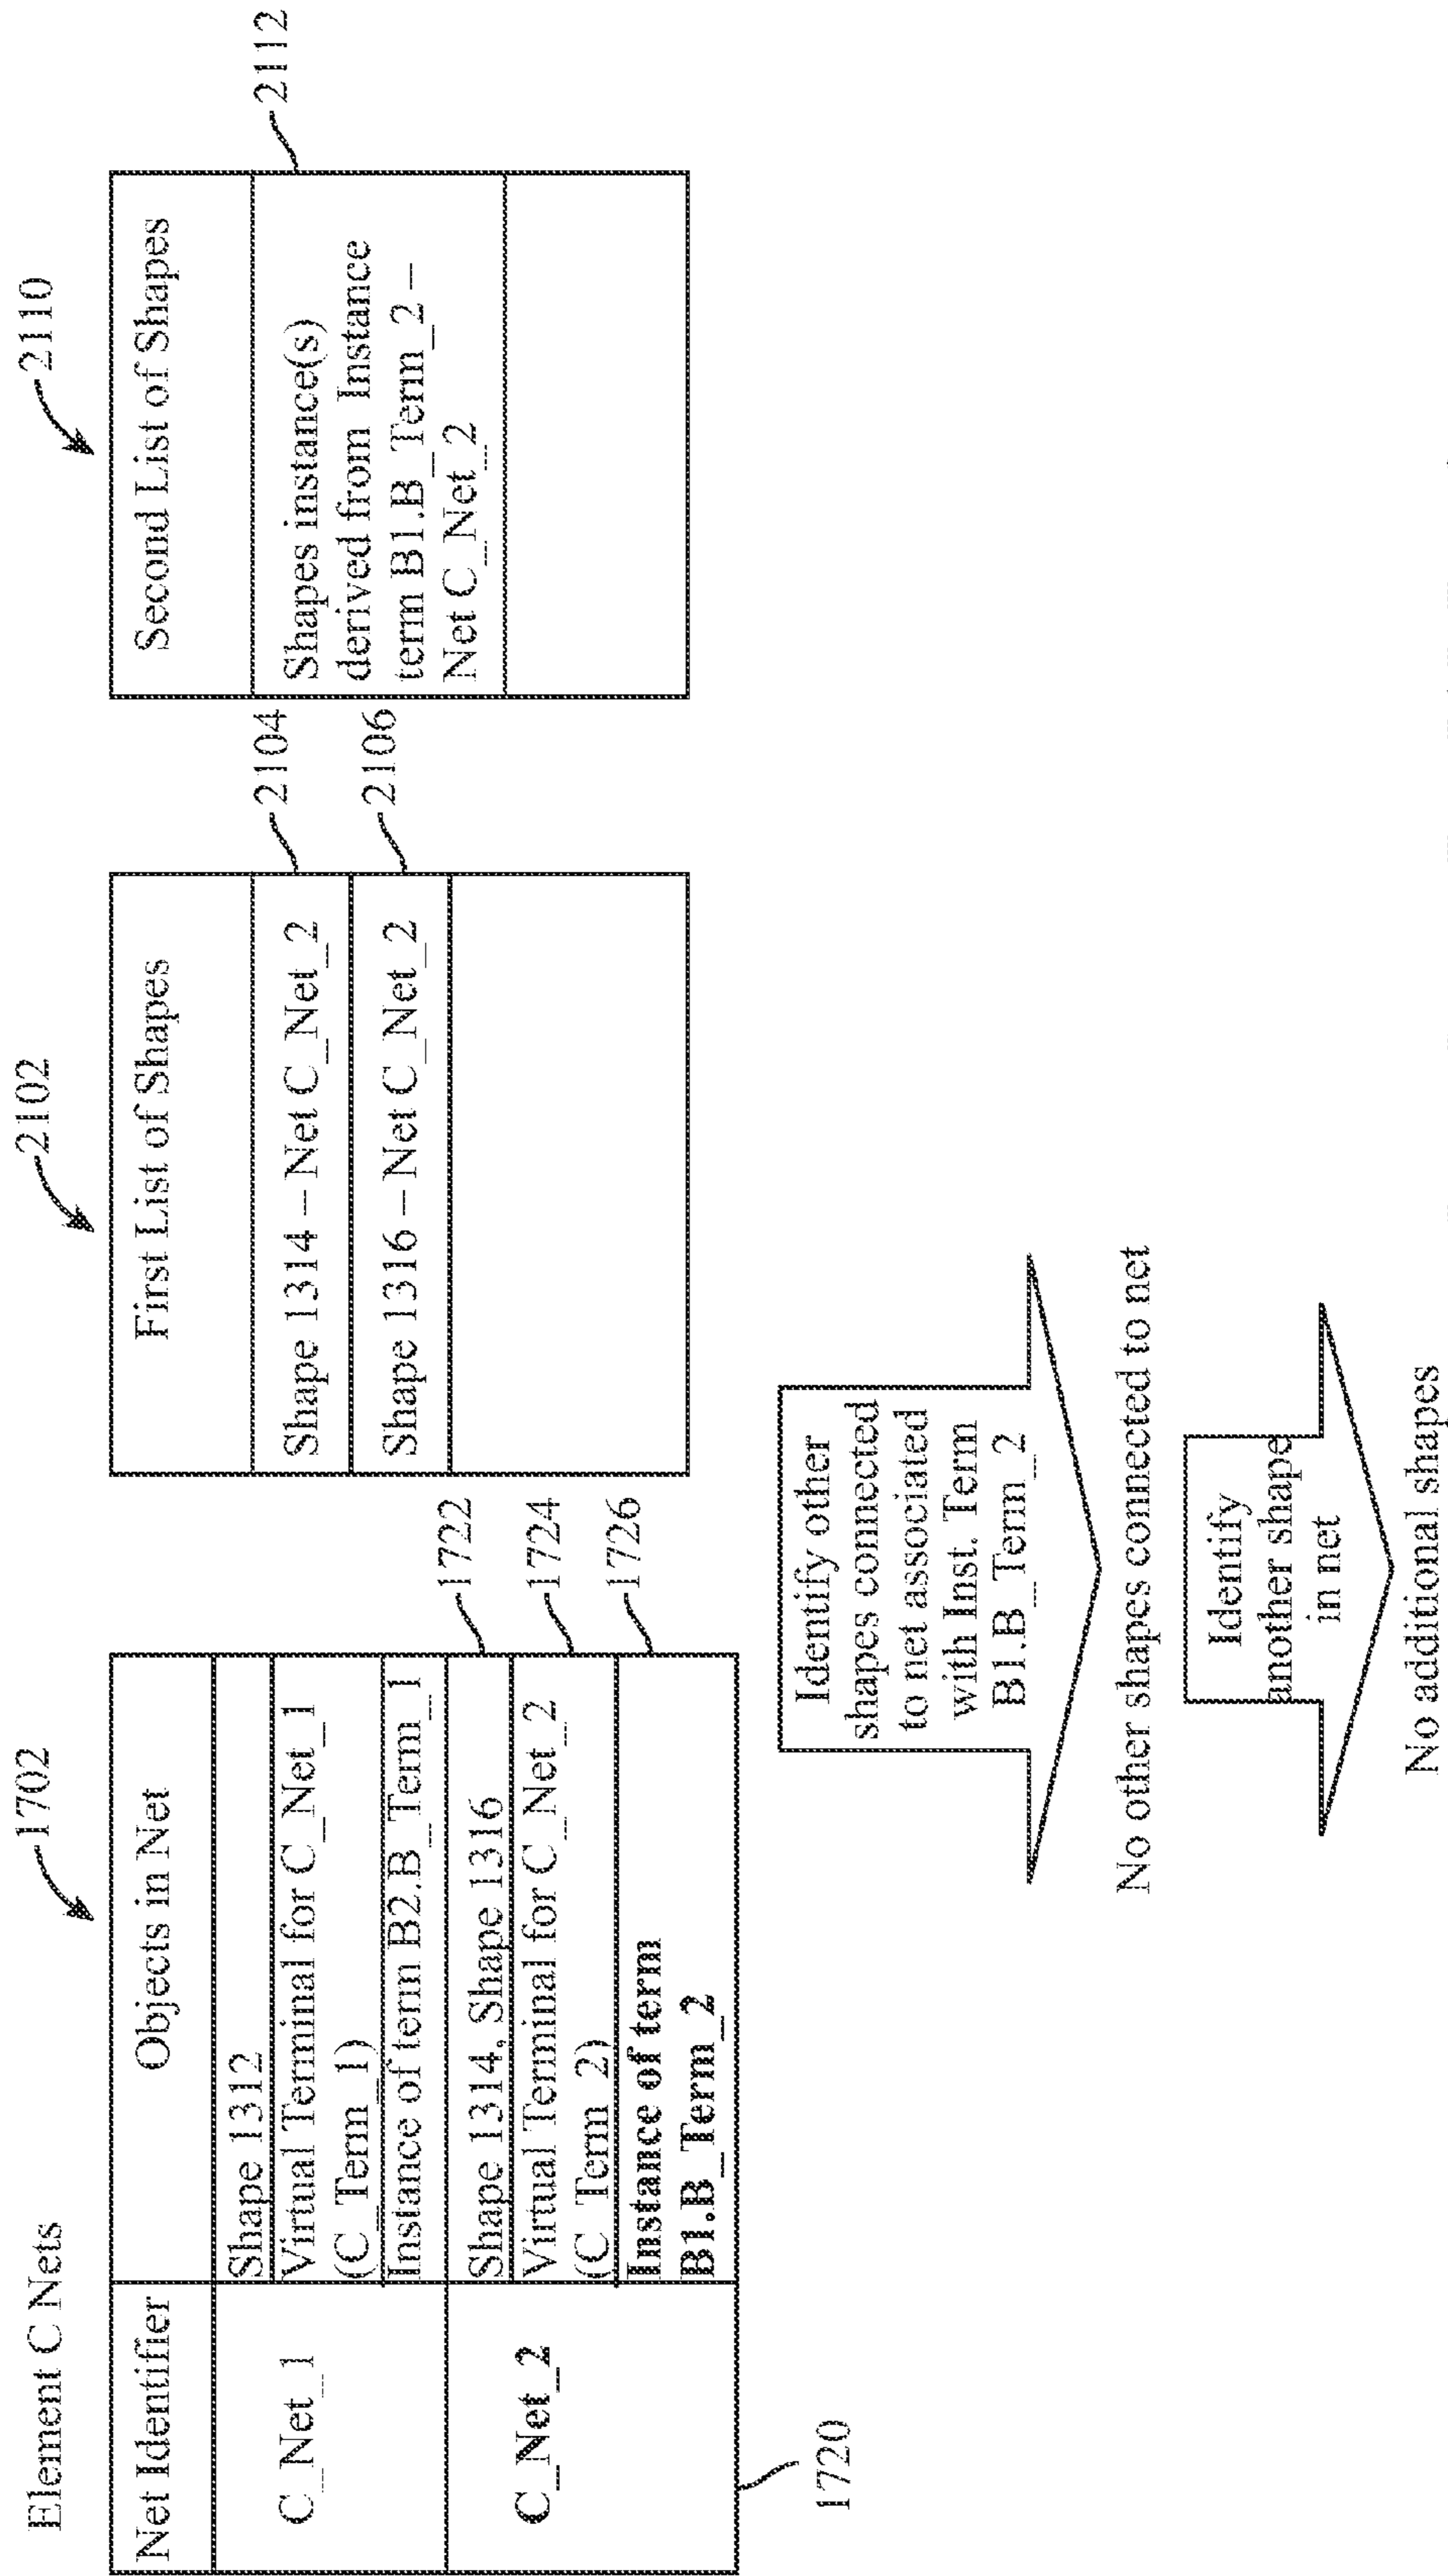 Element C Nets
1702
Net Identifier
Objects in Net
C_Net_1
Shape 1312
Virtual Terminal for C_Net_1
(C_Term_1)
Instance of term B2.B_Term_1
C_Net_2
Shape 1314, Shape 1316
Virtual Terminal for C_Net_2
(C_Term_2)
Instance of term
B1.B_Term_2
1720
1722
1724
1726
2102
First List of Shapes
Shape 1314 – Net C_Net_2
Shape 1316 – Net C_Net_2
2104
2106
2110
Second List of Shapes
Shapes instance(s)
derived from Instance
term B1.B_Term_2 –
Net C_Net_2
2112
Identify other
shapes connected
to net associated
with Inst. Term
B1.B_Term_2
No other shapes connected to net
Identify
another shape
in net
No additional shapes